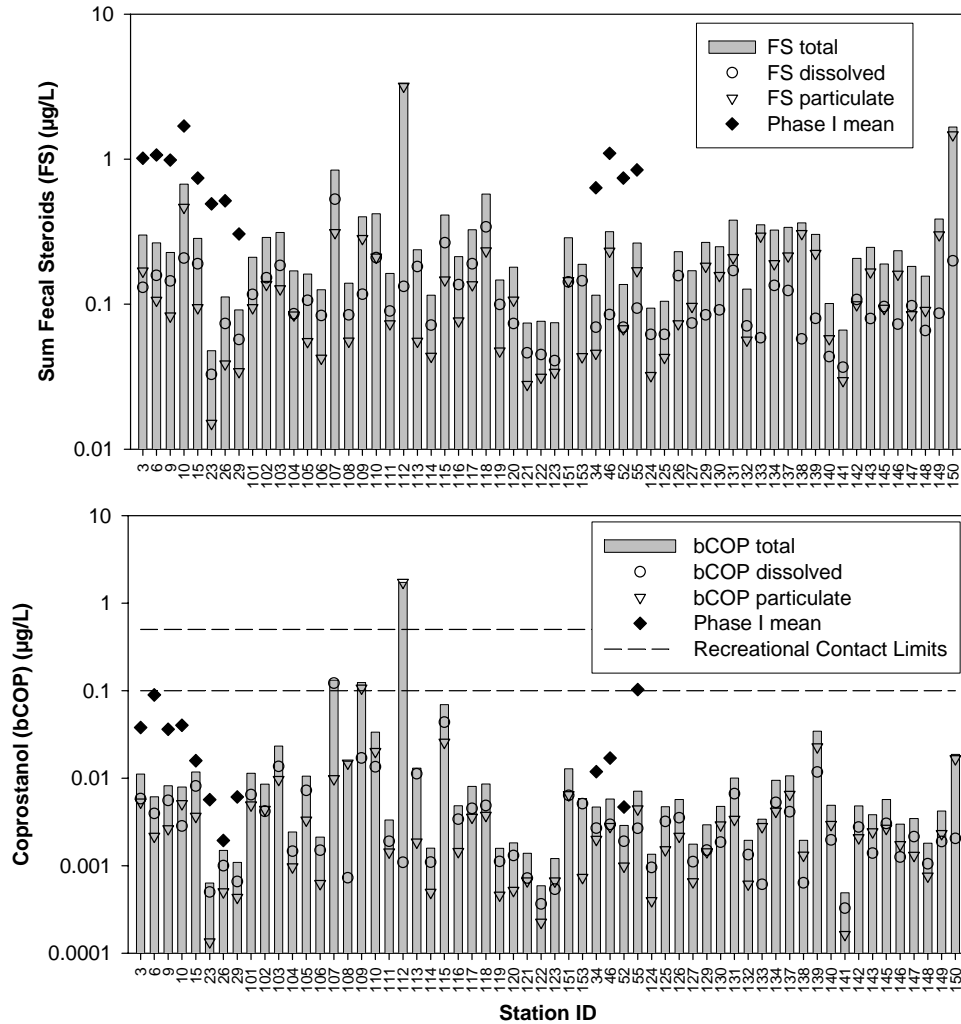 10
1
0.1
0.01
Sum Fecal Steroids (FS) (µg/L)
FS total
FS dissolved
FS particulate
Phase I mean
3 6 9 10 15 23 26 29 101 102 103 104 105 106 107 108 109 110 111 112 113 114 115 116 117 118 119 120 121 122 123 151 153 34 46 52 55 124 125 126 127 129 130 131 132 133 134 137 138 139 140 141 142 143 145 146 147 148 149 150
10
1
0.1
0.01
0.001
0.0001
Coprostanol (bCOP) (µg/L)
bCOP total
bCOP dissolved
bCOP particulate
Phase I mean
Recreational Contact Limits
3 6 9 10 15 23 26 29 101 102 103 104 105 106 107 108 109 110 111 112 113 114 115 116 117 118 119 120 121 122 123 151 153 34 46 52 55 124 125 126 127 129 130 131 132 133 134 137 138 139 140 141 142 143 145 146 147 148 149 150
Station ID